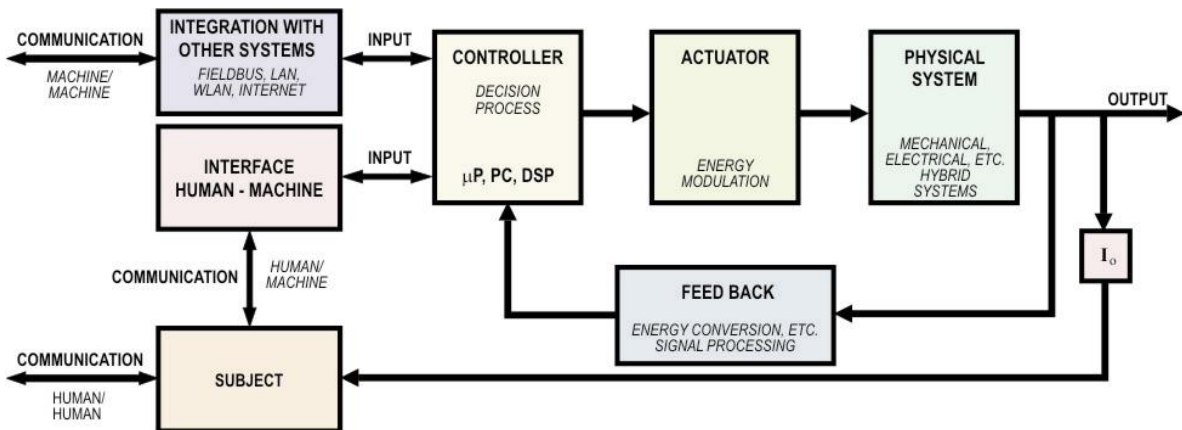 COMMUNICATION
MACHINE/
MACHINE
INTEGRATION WITH
OTHER SYSTEMS
FIELDBUS, LAN,
WLAN, INTERNET
INPUT
CONTROLLER
DECISION
PROCESS
μP, PC, DSP
ACTUATOR
ENERGY
MODULATION
PHYSICAL
SYSTEM
MECHANICAL,
ELECTRICAL, ETC.
HYBRID
SYSTEMS
OUTPUT
INTERFACE
HUMAN - MACHINE
INPUT
Io
COMMUNICATION
HUMAN/
MACHINE
FEED BACK
ENERGY CONVERSION, ETC.
SIGNAL PROCESSING
COMMUNICATION
HUMAN/
HUMAN
SUBJECT